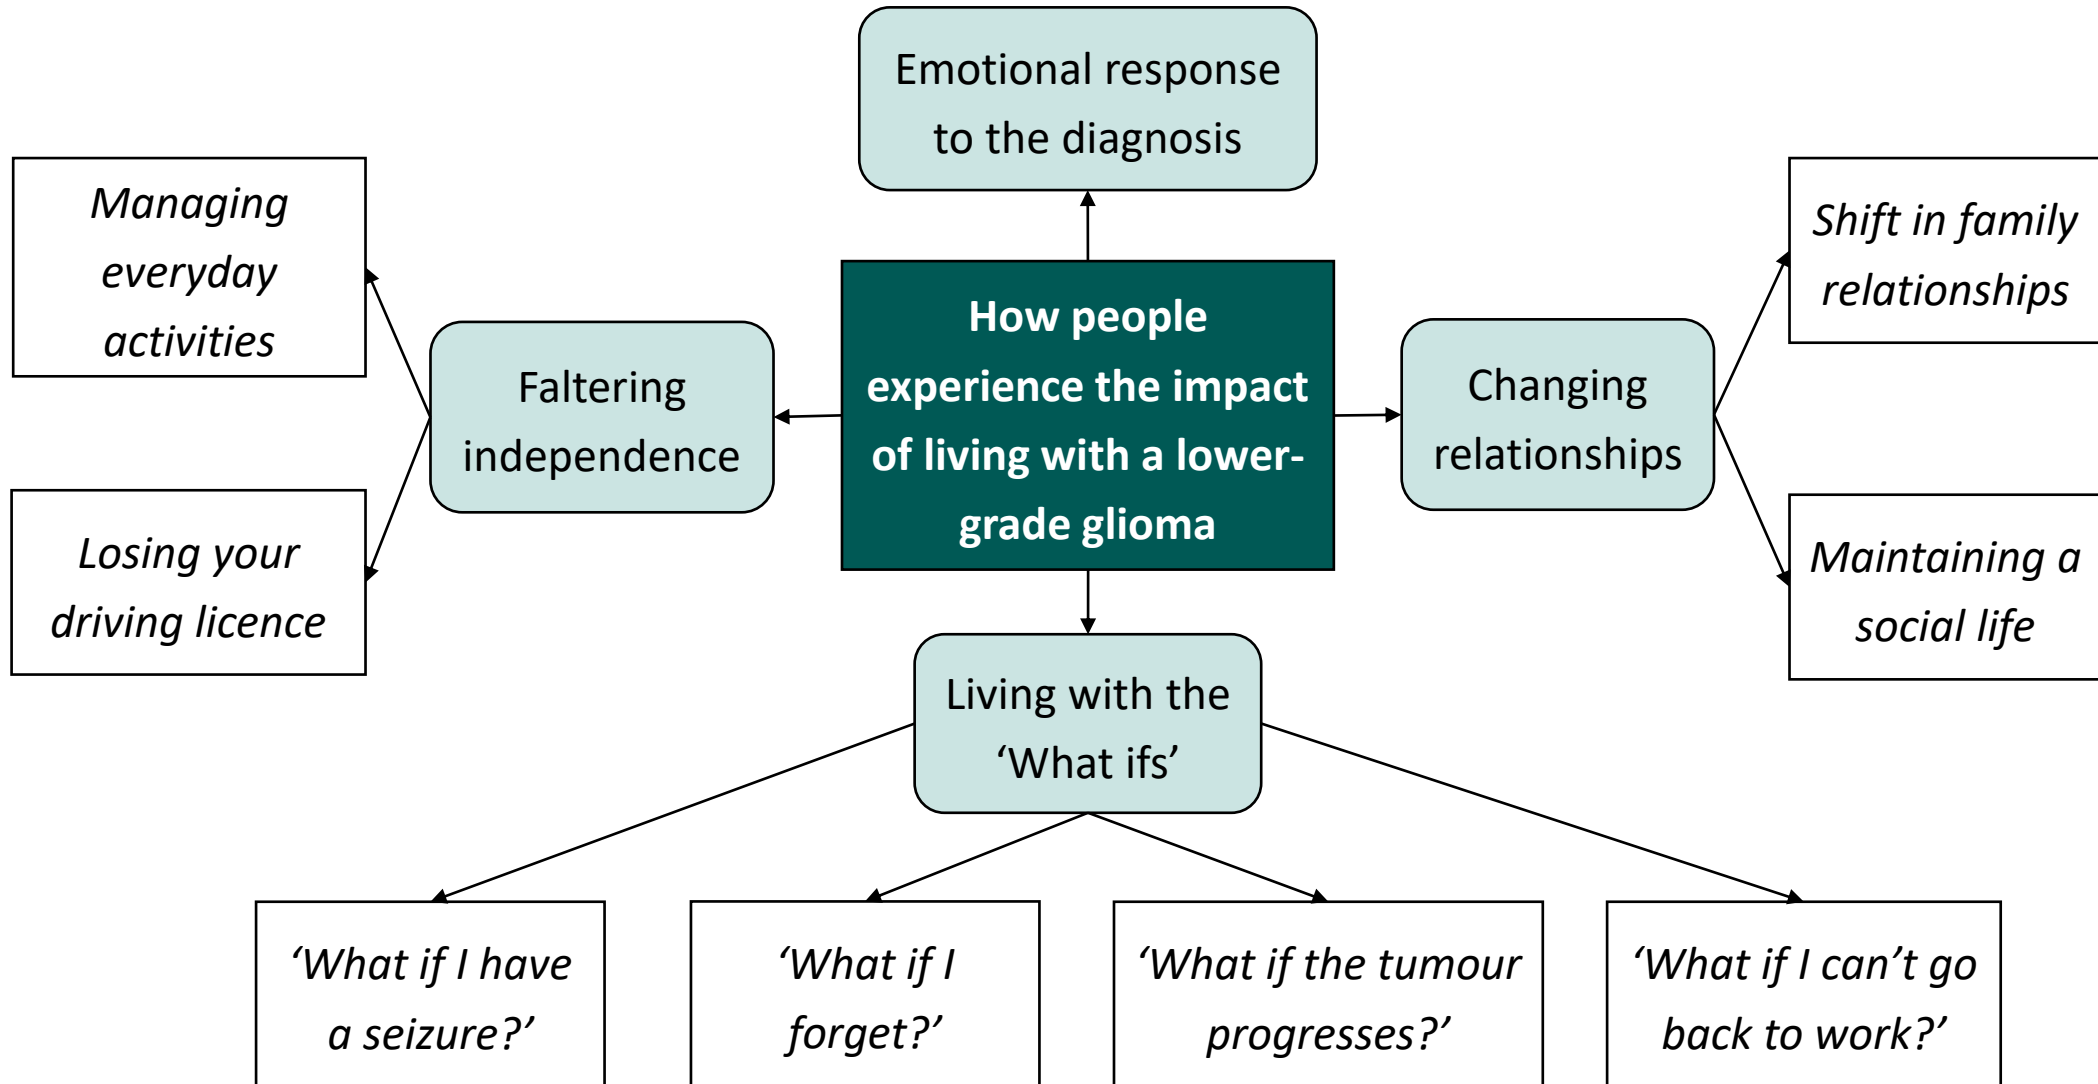 Emotional response
to the diagnosis
Managing
everyday
activities
Losing your
driving licence
Faltering
independence
How people
experience the impact
of living with a lower-
grade glioma
Changing
relationships
Shift in family
relationships
Maintaining a
social life
Living with the
‘What ifs’
‘What if I have
a seizure?’
‘What if I
forget?’
‘What if the tumour
progresses?’
‘What if I can’t go
back to work?’